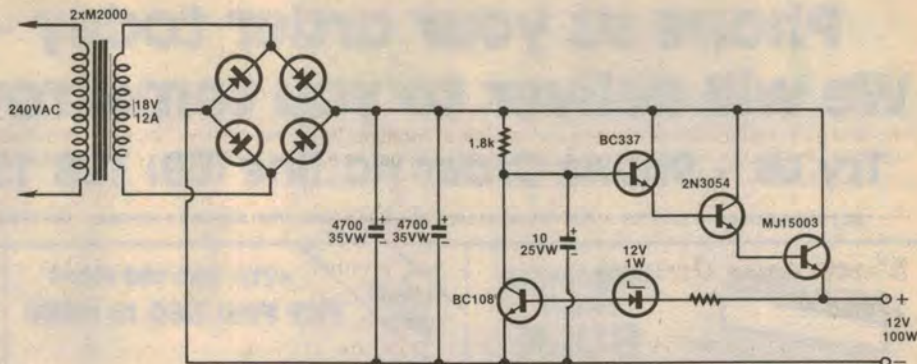 2xM2000
240VAC
18V
12A
1.8k
BC337
2N3054
MJ15003
4700
35VW
+
−
4700
35VW
+
−
10
25VW
+
−
12V
1W
BC108
+
12V
100W
−